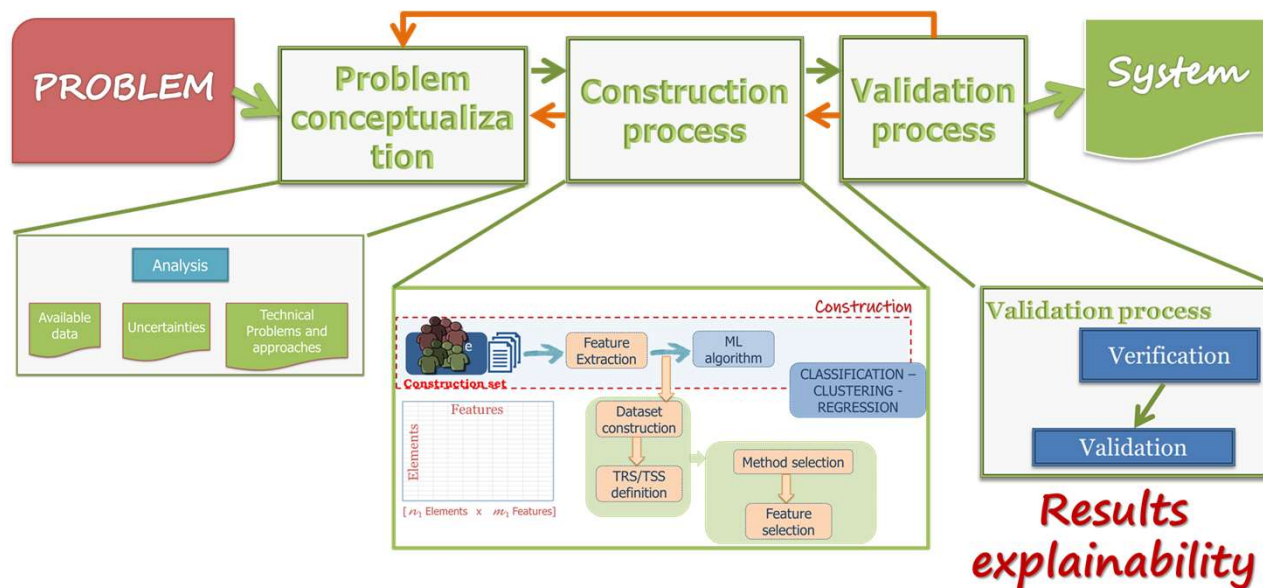 PROBLEM
Problem
conceptualiza
tion
Construction
process
Validation
process
System
Analysis
Available
data
Uncertainties
Technical
Problems and
approaches
Construction
e
Construction set
Feature
Extraction
ML
algorithm
CLASSIFICATION –
CLUSTERING -
REGRESSION
Features
Elements
[n₁ Elements x m₁ Features]
Dataset
construction
TRS/TSS
definition
Method selection
Feature
selection
Validation process
Verification
Validation
Results
explainability